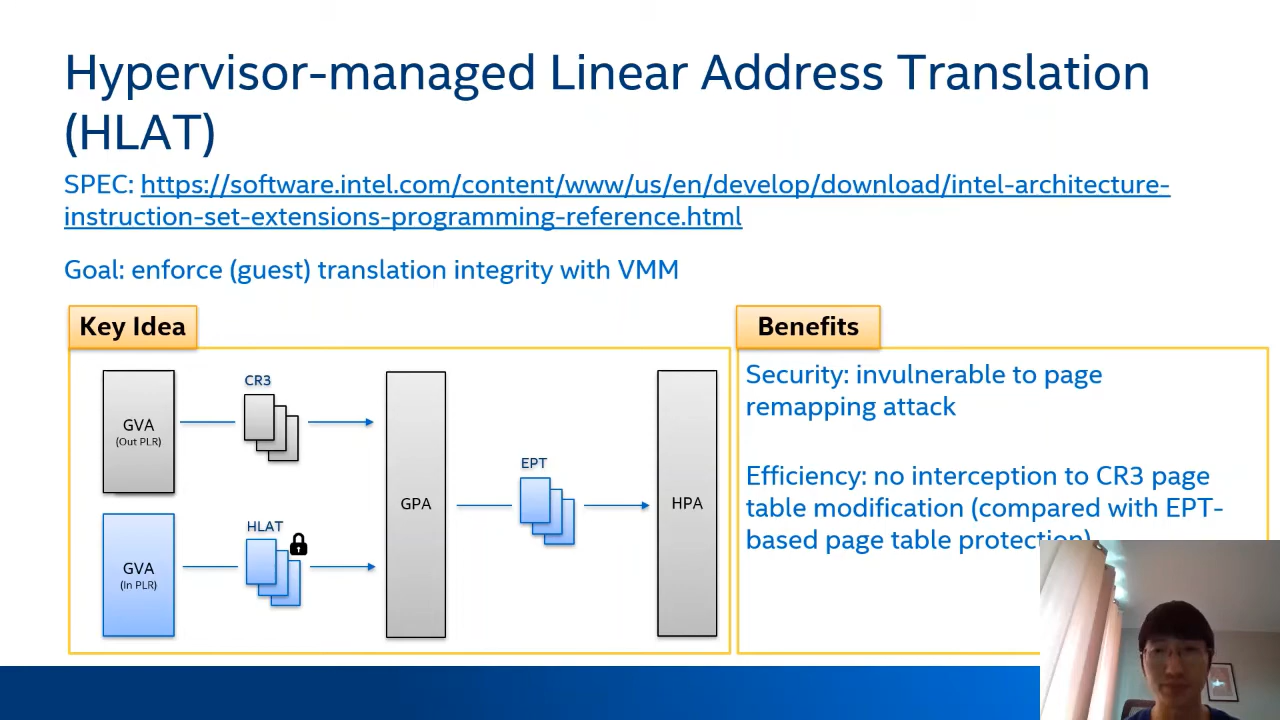 Hypervisor-managed Linear Address Translation
(HLAT)
SPEC: https://software.intel.com/content/www/us/en/develop/download/intel-architecture-
instruction-set-extensions-programming-reference.html
Goal: enforce (guest) translation integrity with VMM
Key Idea
GVA
(Out PLR)
CR3
GVA
(In PLR)
HLAT
GPA
EPT
HPA
Benefits
Security: invulnerable to page
remapping attack
Efficiency: no interception to CR3 page
table modification (compared with EPT-
based page table protection)